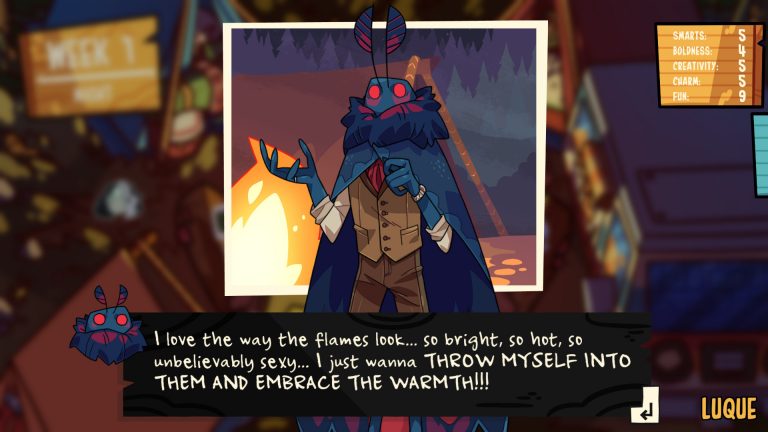 WEEK 1
NIGHT
SMARTS: 5
BOLDNESS: 4
CREATIVITY: 5
CHARM: 5
FUN: 9
I love the way the flames look... so bright, so hot, so
unbelievably sexy... I just wanna THROW MYSELF INTO
THEM AND EMBRACE THE WARMTH!!!
LUQUE